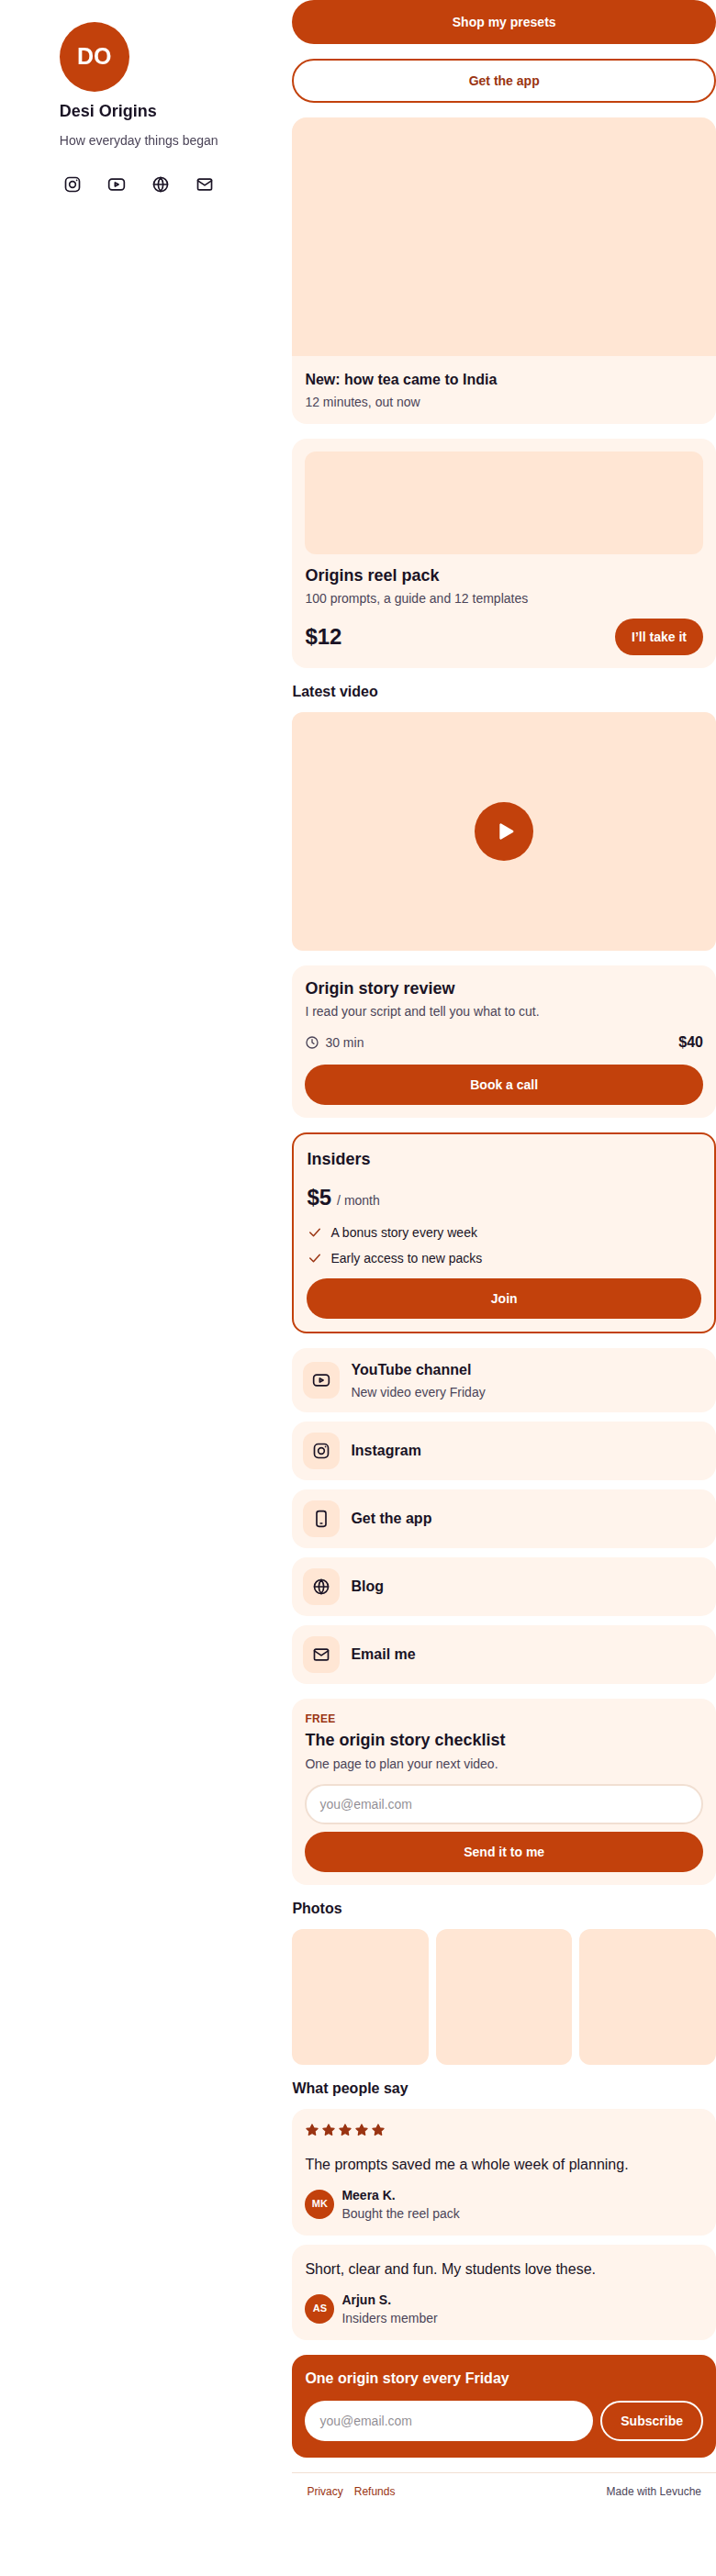 DO
Desi Origins
How everyday things began
Shop my presets
Get the app
New: how tea came to India
12 minutes, out now
Origins reel pack
100 prompts, a guide and 12 templates
$12
I’ll take it
Latest video
Origin story review
I read your script and tell you what to cut.
30 min
$40
Book a call
Insiders
$5 / month
A bonus story every week
Early access to new packs
Join
YouTube channel
New video every Friday
Instagram
Get the app
Blog
Email me
FREE
The origin story checklist
One page to plan your next video.
you@email.com
Send it to me
Photos
What people say
The prompts saved me a whole week of planning.
MK
Meera K.
Bought the reel pack
Short, clear and fun. My students love these.
AS
Arjun S.
Insiders member
One origin story every Friday
you@email.com
Subscribe
Privacy Refunds
Made with Levuche